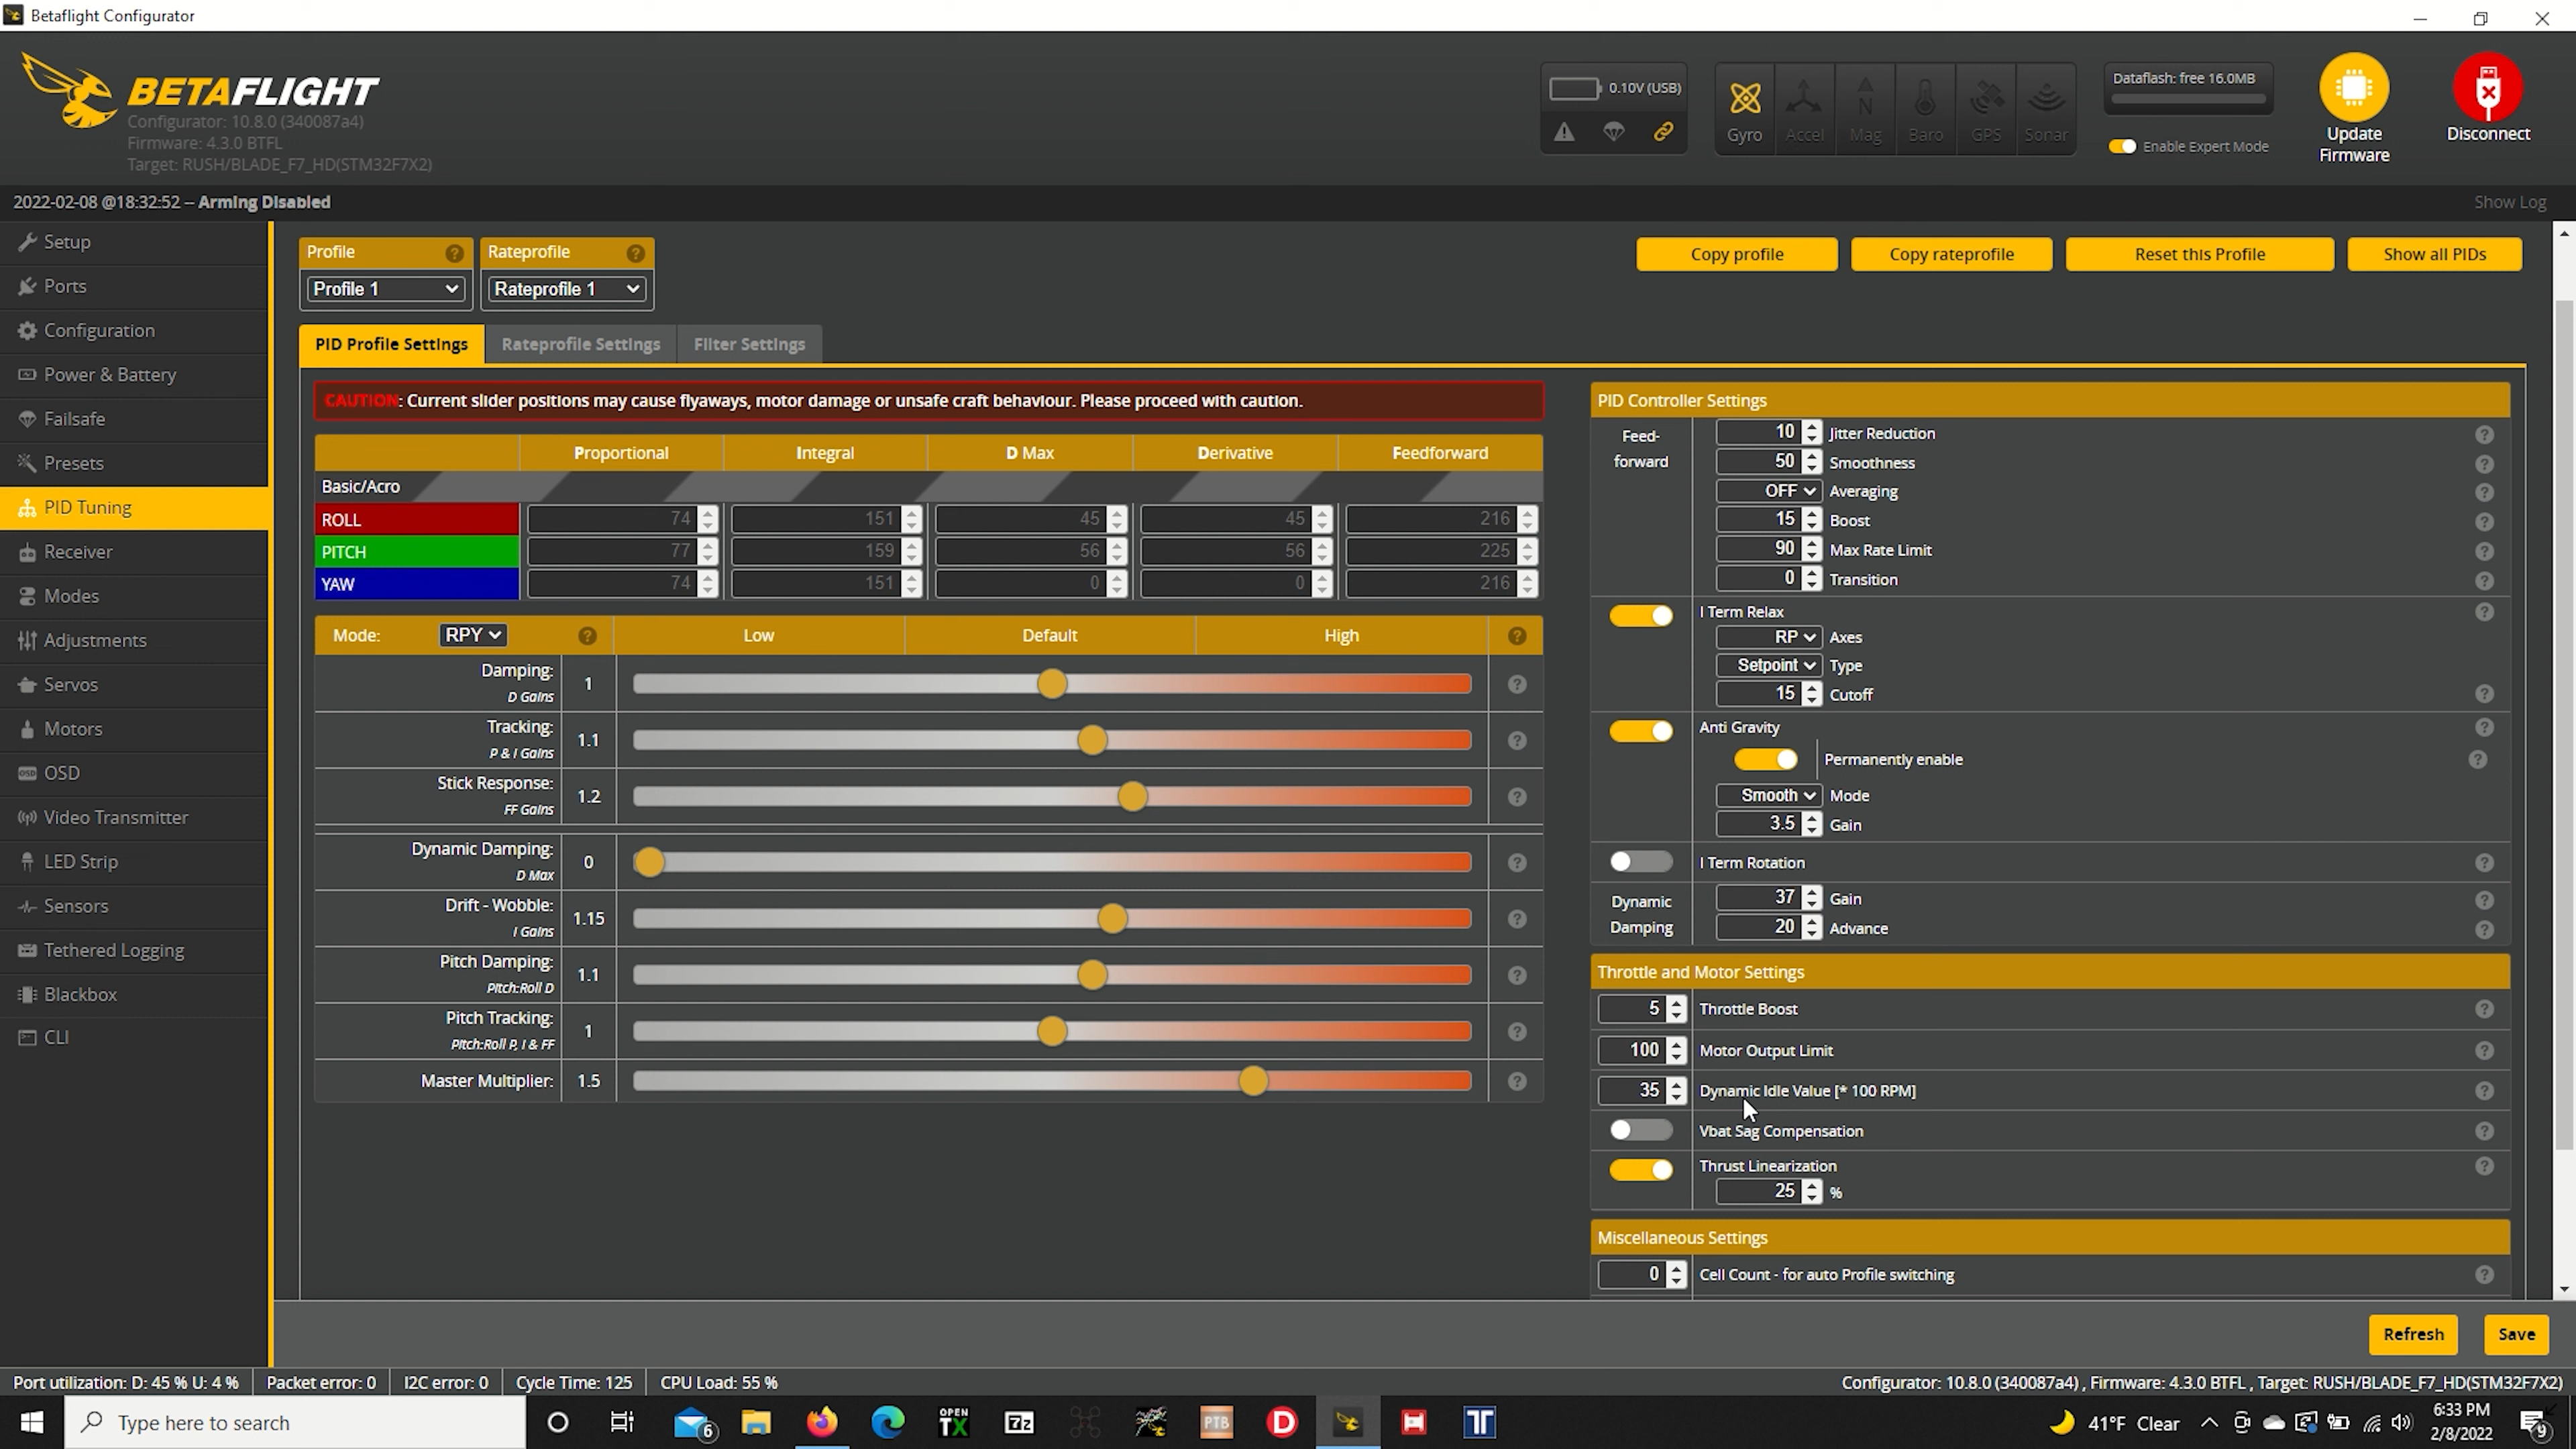 Betaflight Configurator
BETAFLIGHT
Configurator: 10.8.0 (340087a4)
Firmware: 4.3.0 BTFL
Target: RUSH/BLADE_F7_HD(STM32F7X2)
0.10V (USB)
Gyro
Accel
Mag
Baro
GPS
Sonar
Dataflash: free 16.0MB
Enable Expert Mode
Update
Firmware
Disconnect
2022-02-08 @18:32:52 -- Arming Disabled
Show Log
Setup
Ports
Configuration
Power & Battery
Failsafe
Presets
PID Tuning
Receiver
Modes
Adjustments
Servos
Motors
OSD
Video Transmitter
LED Strip
Sensors
Tethered Logging
Blackbox
CLI
Profile
Rateprofile
Profile 1
Rateprofile 1
Copy profile
Copy rateprofile
Reset this Profile
Show all PIDs
PID Profile Settings
Rateprofile Settings
Filter Settings
CAUTION: Current slider positions may cause flyaways, motor damage or unsafe craft behaviour. Please proceed with caution.
Proportional Integral D Max Derivative Feedforward
Basic/Acro
ROLL 74 151 45 45 216
PITCH 77 159 56 56 225
YAW 74 151 0 0 216
Mode: RPY Low Default High
Damping:
D Gains
1
Tracking:
P & I Gains
1.1
Stick Response:
FF Gains
1.2
Dynamic Damping:
D Max
0
Drift - Wobble:
I Gains
1.15
Pitch Damping:
Pitch:Roll D
1.1
Pitch Tracking:
Pitch:Roll P, I & FF
1
Master Multiplier: 1.5
PID Controller Settings
Feed-
forward
10 Jitter Reduction
50 Smoothness
OFF Averaging
15 Boost
90 Max Rate Limit
0 Transition
I Term Relax
RP Axes
Setpoint Type
15 Cutoff
Anti Gravity
Permanently enable
Smooth Mode
3.5 Gain
I Term Rotation
Dynamic
Damping
37 Gain
20 Advance
Throttle and Motor Settings
5 Throttle Boost
100 Motor Output Limit
35 Dynamic Idle Value [* 100 RPM]
Vbat Sag Compensation
Thrust Linearization
25 %
Miscellaneous Settings
0 Cell Count - for auto Profile switching
Refresh
Save
Port utilization: D: 45 % U: 4 %
Packet error: 0
I2C error: 0
Cycle Time: 125
CPU Load: 55 %
Configurator: 10.8.0 (340087a4) , Firmware: 4.3.0 BTFL , Target: RUSH/BLADE_F7_HD(STM32F7X2)
Type here to search
6
OPEN
TX
7z
PTB
D
T
41°F Clear
6:33 PM
2/8/2022
9